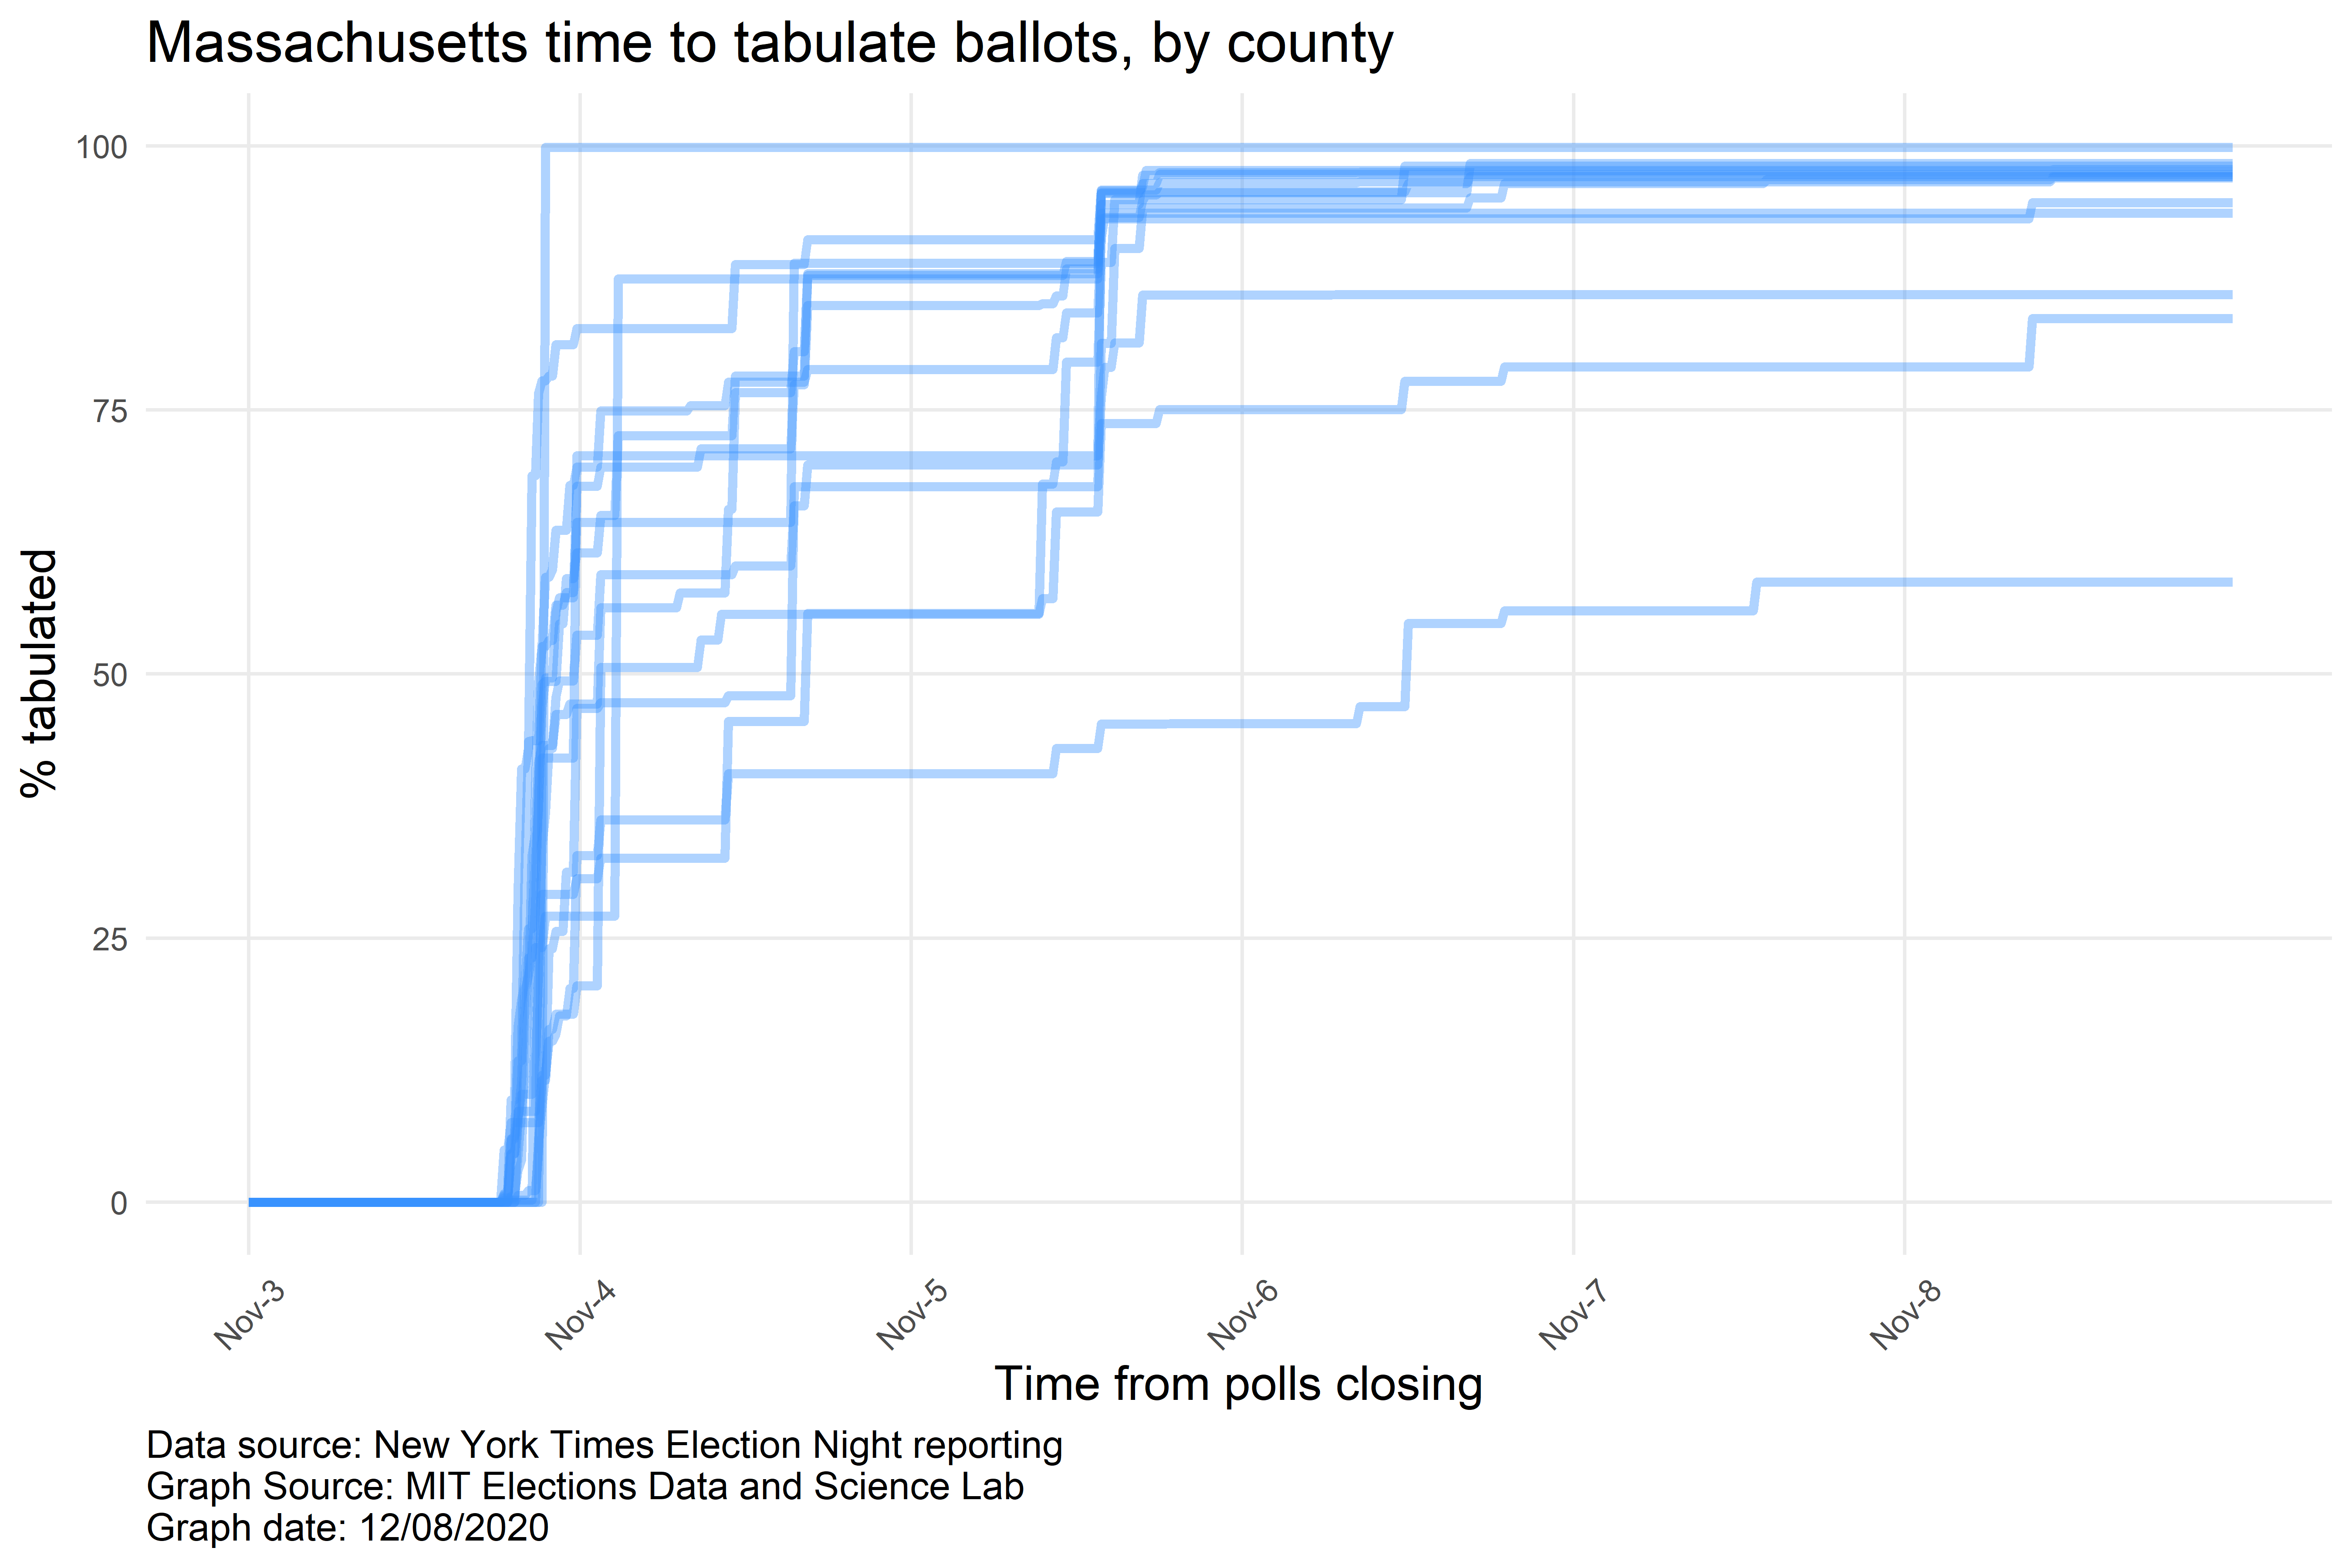 Massachusetts time to tabulate ballots, by county
100
75
50
25
0
% tabulated
Nov-3
Nov-4
Nov-5
Nov-6
Nov-7
Nov-8
Time from polls closing
Data source: New York Times Election Night reporting
Graph Source: MIT Elections Data and Science Lab
Graph date: 12/08/2020